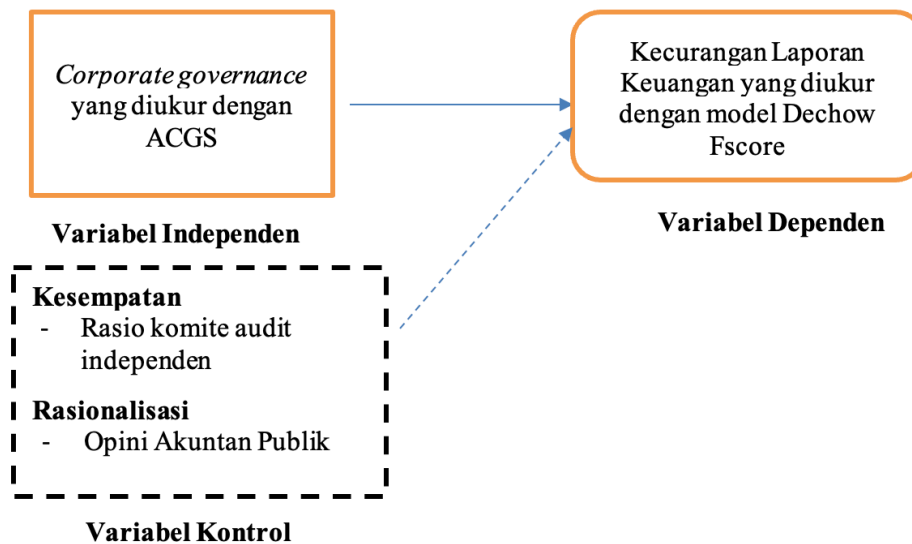 Corporate governance
yang diukur dengan
ACGS
Variabel Independen
Kecurangan Laporan
Keuangan yang diukur
dengan model Dechow
Fscore
Variabel Dependen
Kesempatan
- Rasio komite audit
independen
Rasionalisasi
- Opini Akuntan Publik
Variabel Kontrol